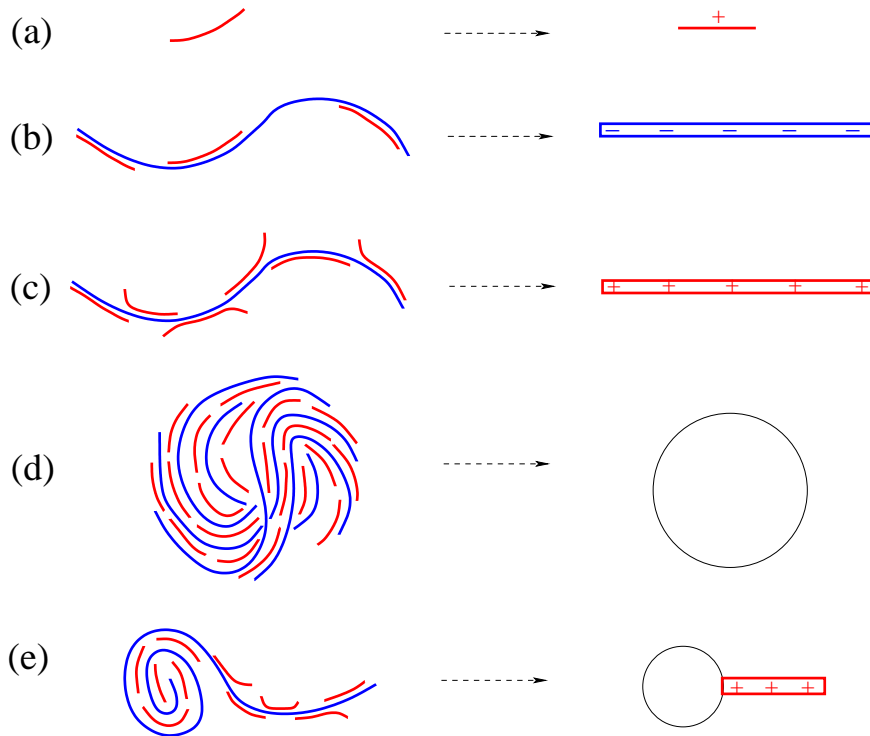 (a) +
(b) − − − − −
(c) + + + + +
(d)
(e) + + +